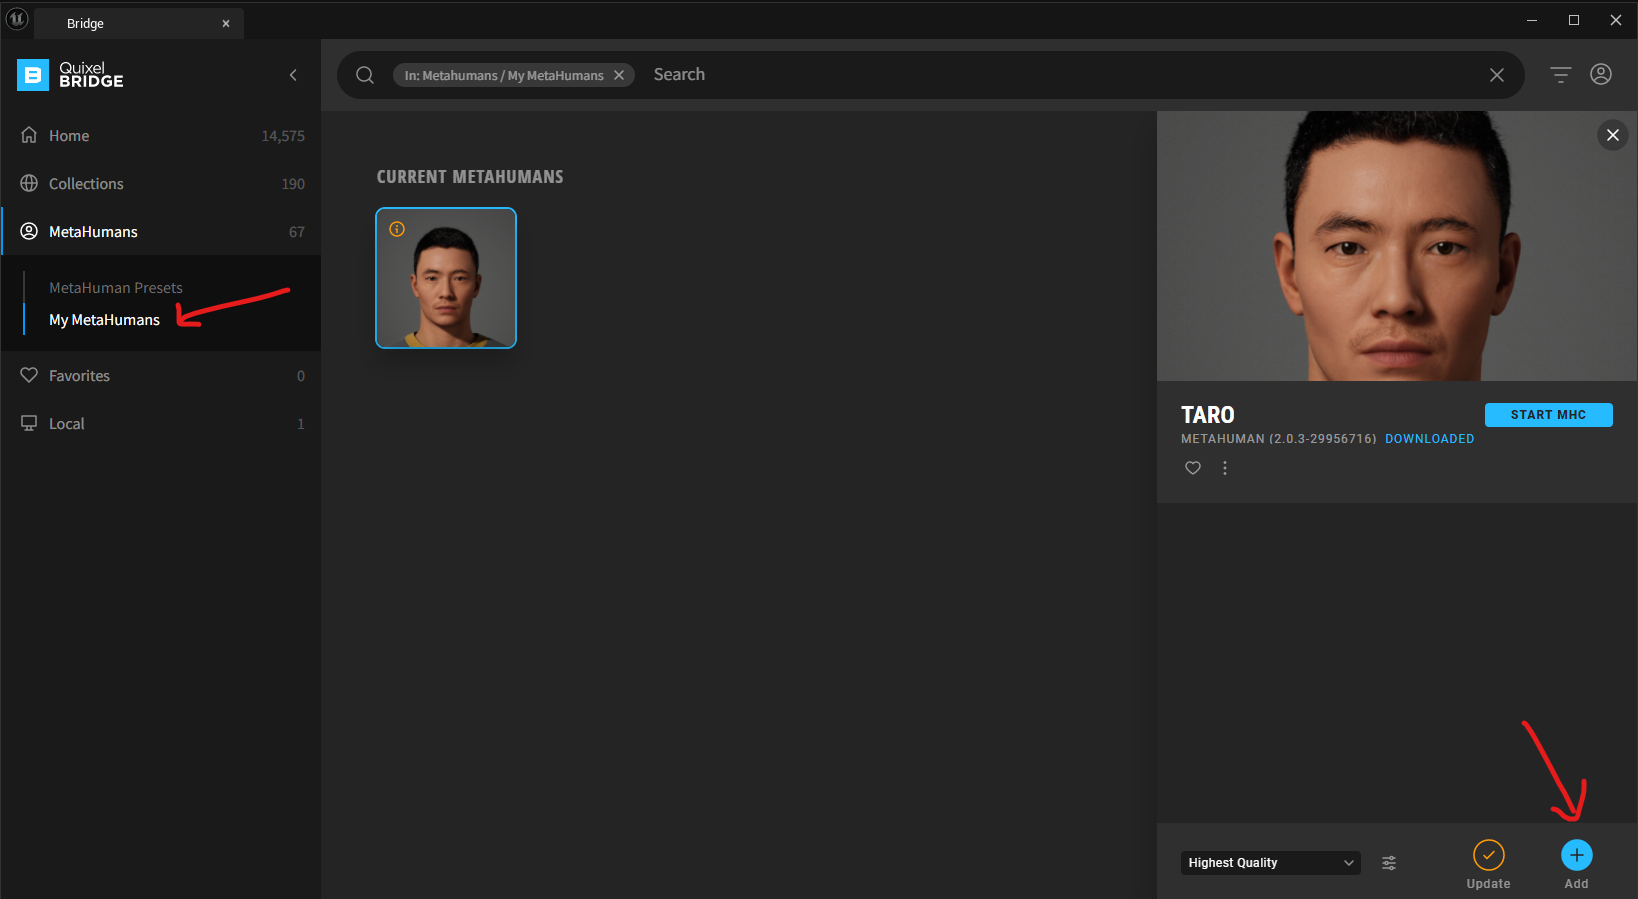 Bridge
Quixel
BRIDGE
In: Metahumans / My MetaHumans
Search
Home 14,575
Collections 190
MetaHumans 67
MetaHuman Presets
My MetaHumans
Favorites 0
Local 1
CURRENT METAHUMANS
TARO
START MHC
METAHUMAN (2.0.3-29956716) DOWNLOADED
Highest Quality
Update
Add